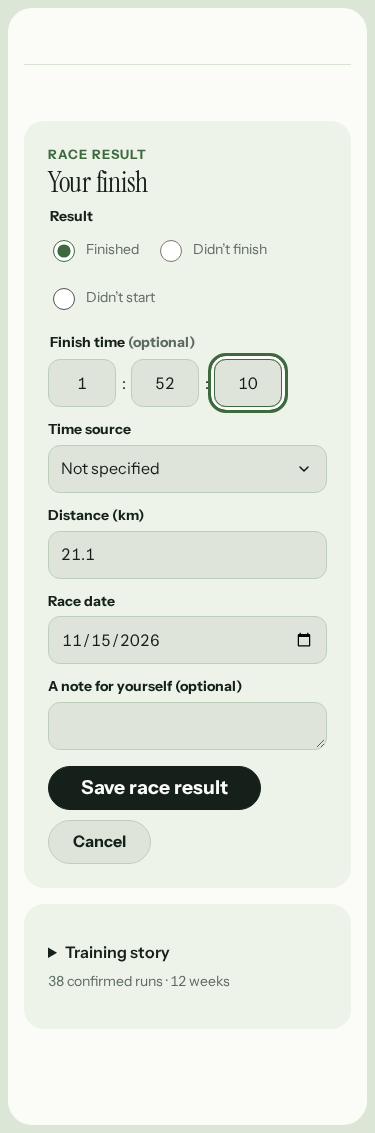 RACE RESULT
Your finish
Result
Finished
Didn't finish
Didn't start
Finish time (optional)
1 : 52 : 10
Time source
Not specified
Distance (km)
21.1
Race date
11/15/2026
A note for yourself (optional)
Save race result
Cancel
Training story
38 confirmed runs · 12 weeks